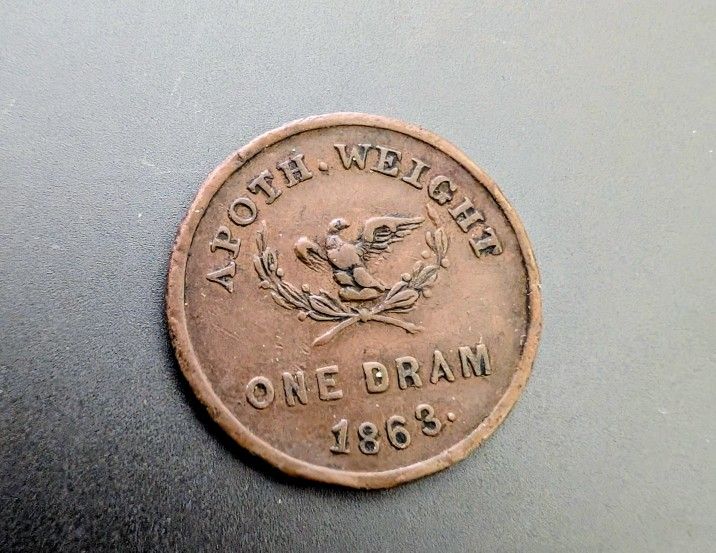 APOTH. WEIGHT
ONE DRAM
1863.